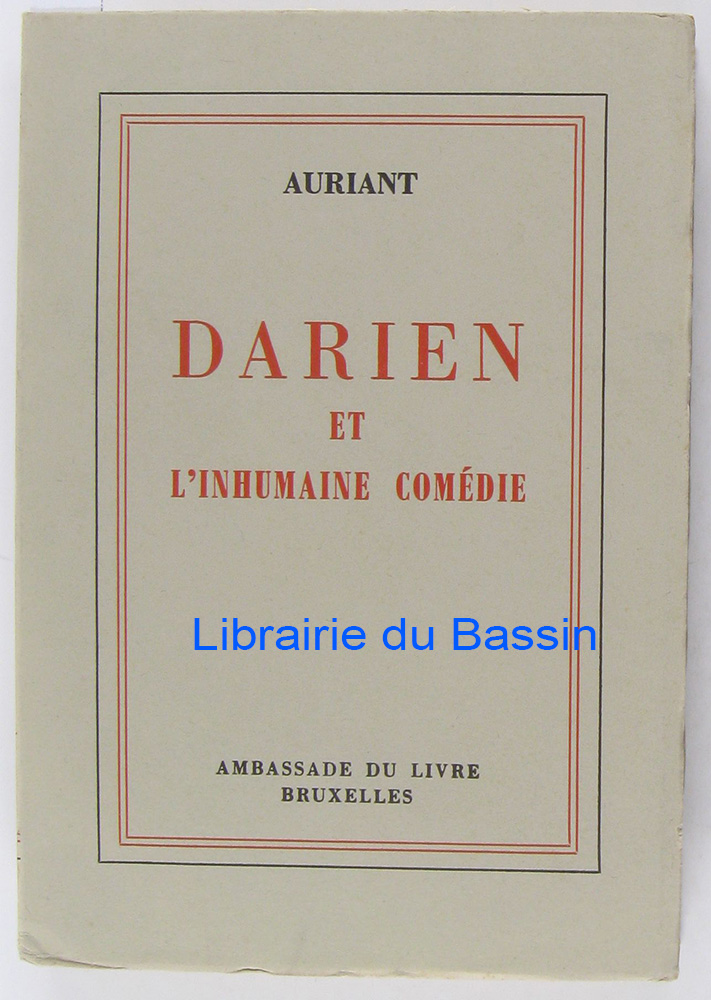 AURIANT
DARIEN
ET
L'INHUMAINE COMÉDIE
Librairie du Bassin
AMBASSADE DU LIVRE
BRUXELLES